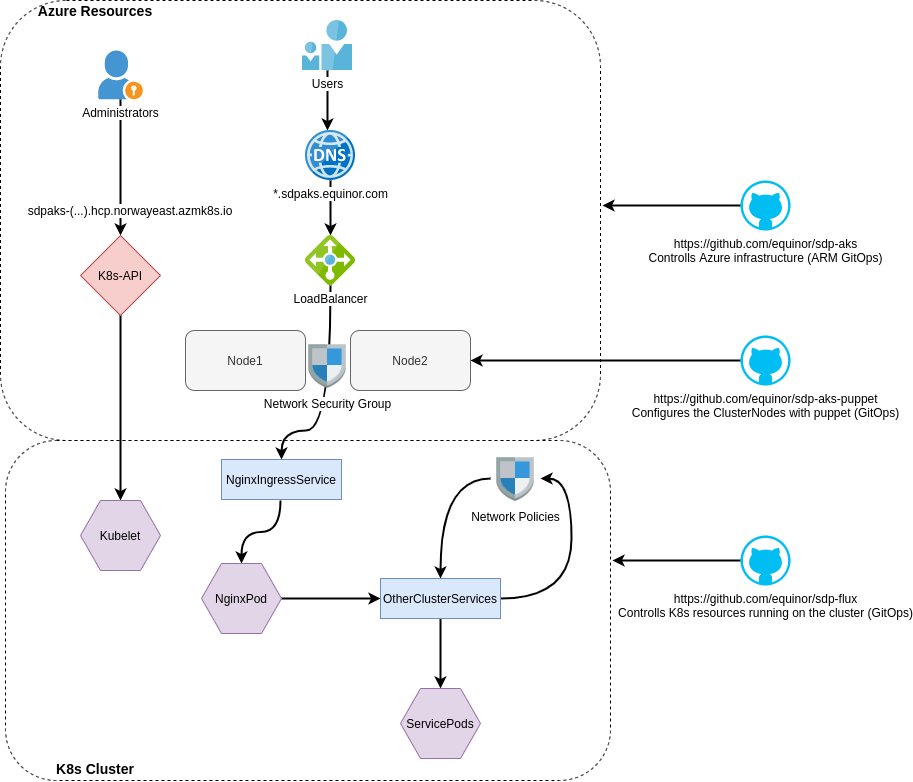 Azure Resources
Users
Administrators
DNS
*.sdpaks.equinor.com
sdpaks-(...).hcp.norwayeast.azmk8s.io
https://github.com/equinor/sdp-aks
Controlls Azure infrastructure (ARM GitOps)
K8s-API
LoadBalancer
Node1
Node2
Network Security Group
https://github.com/equinor/sdp-aks-puppet
Configures the ClusterNodes with puppet (GitOps)
NginxIngressService
Network Policies
Kubelet
NginxPod
OtherClusterServices
https://github.com/equinor/sdp-flux
Controlls K8s resources running on the cluster (GitOps)
ServicePods
K8s Cluster